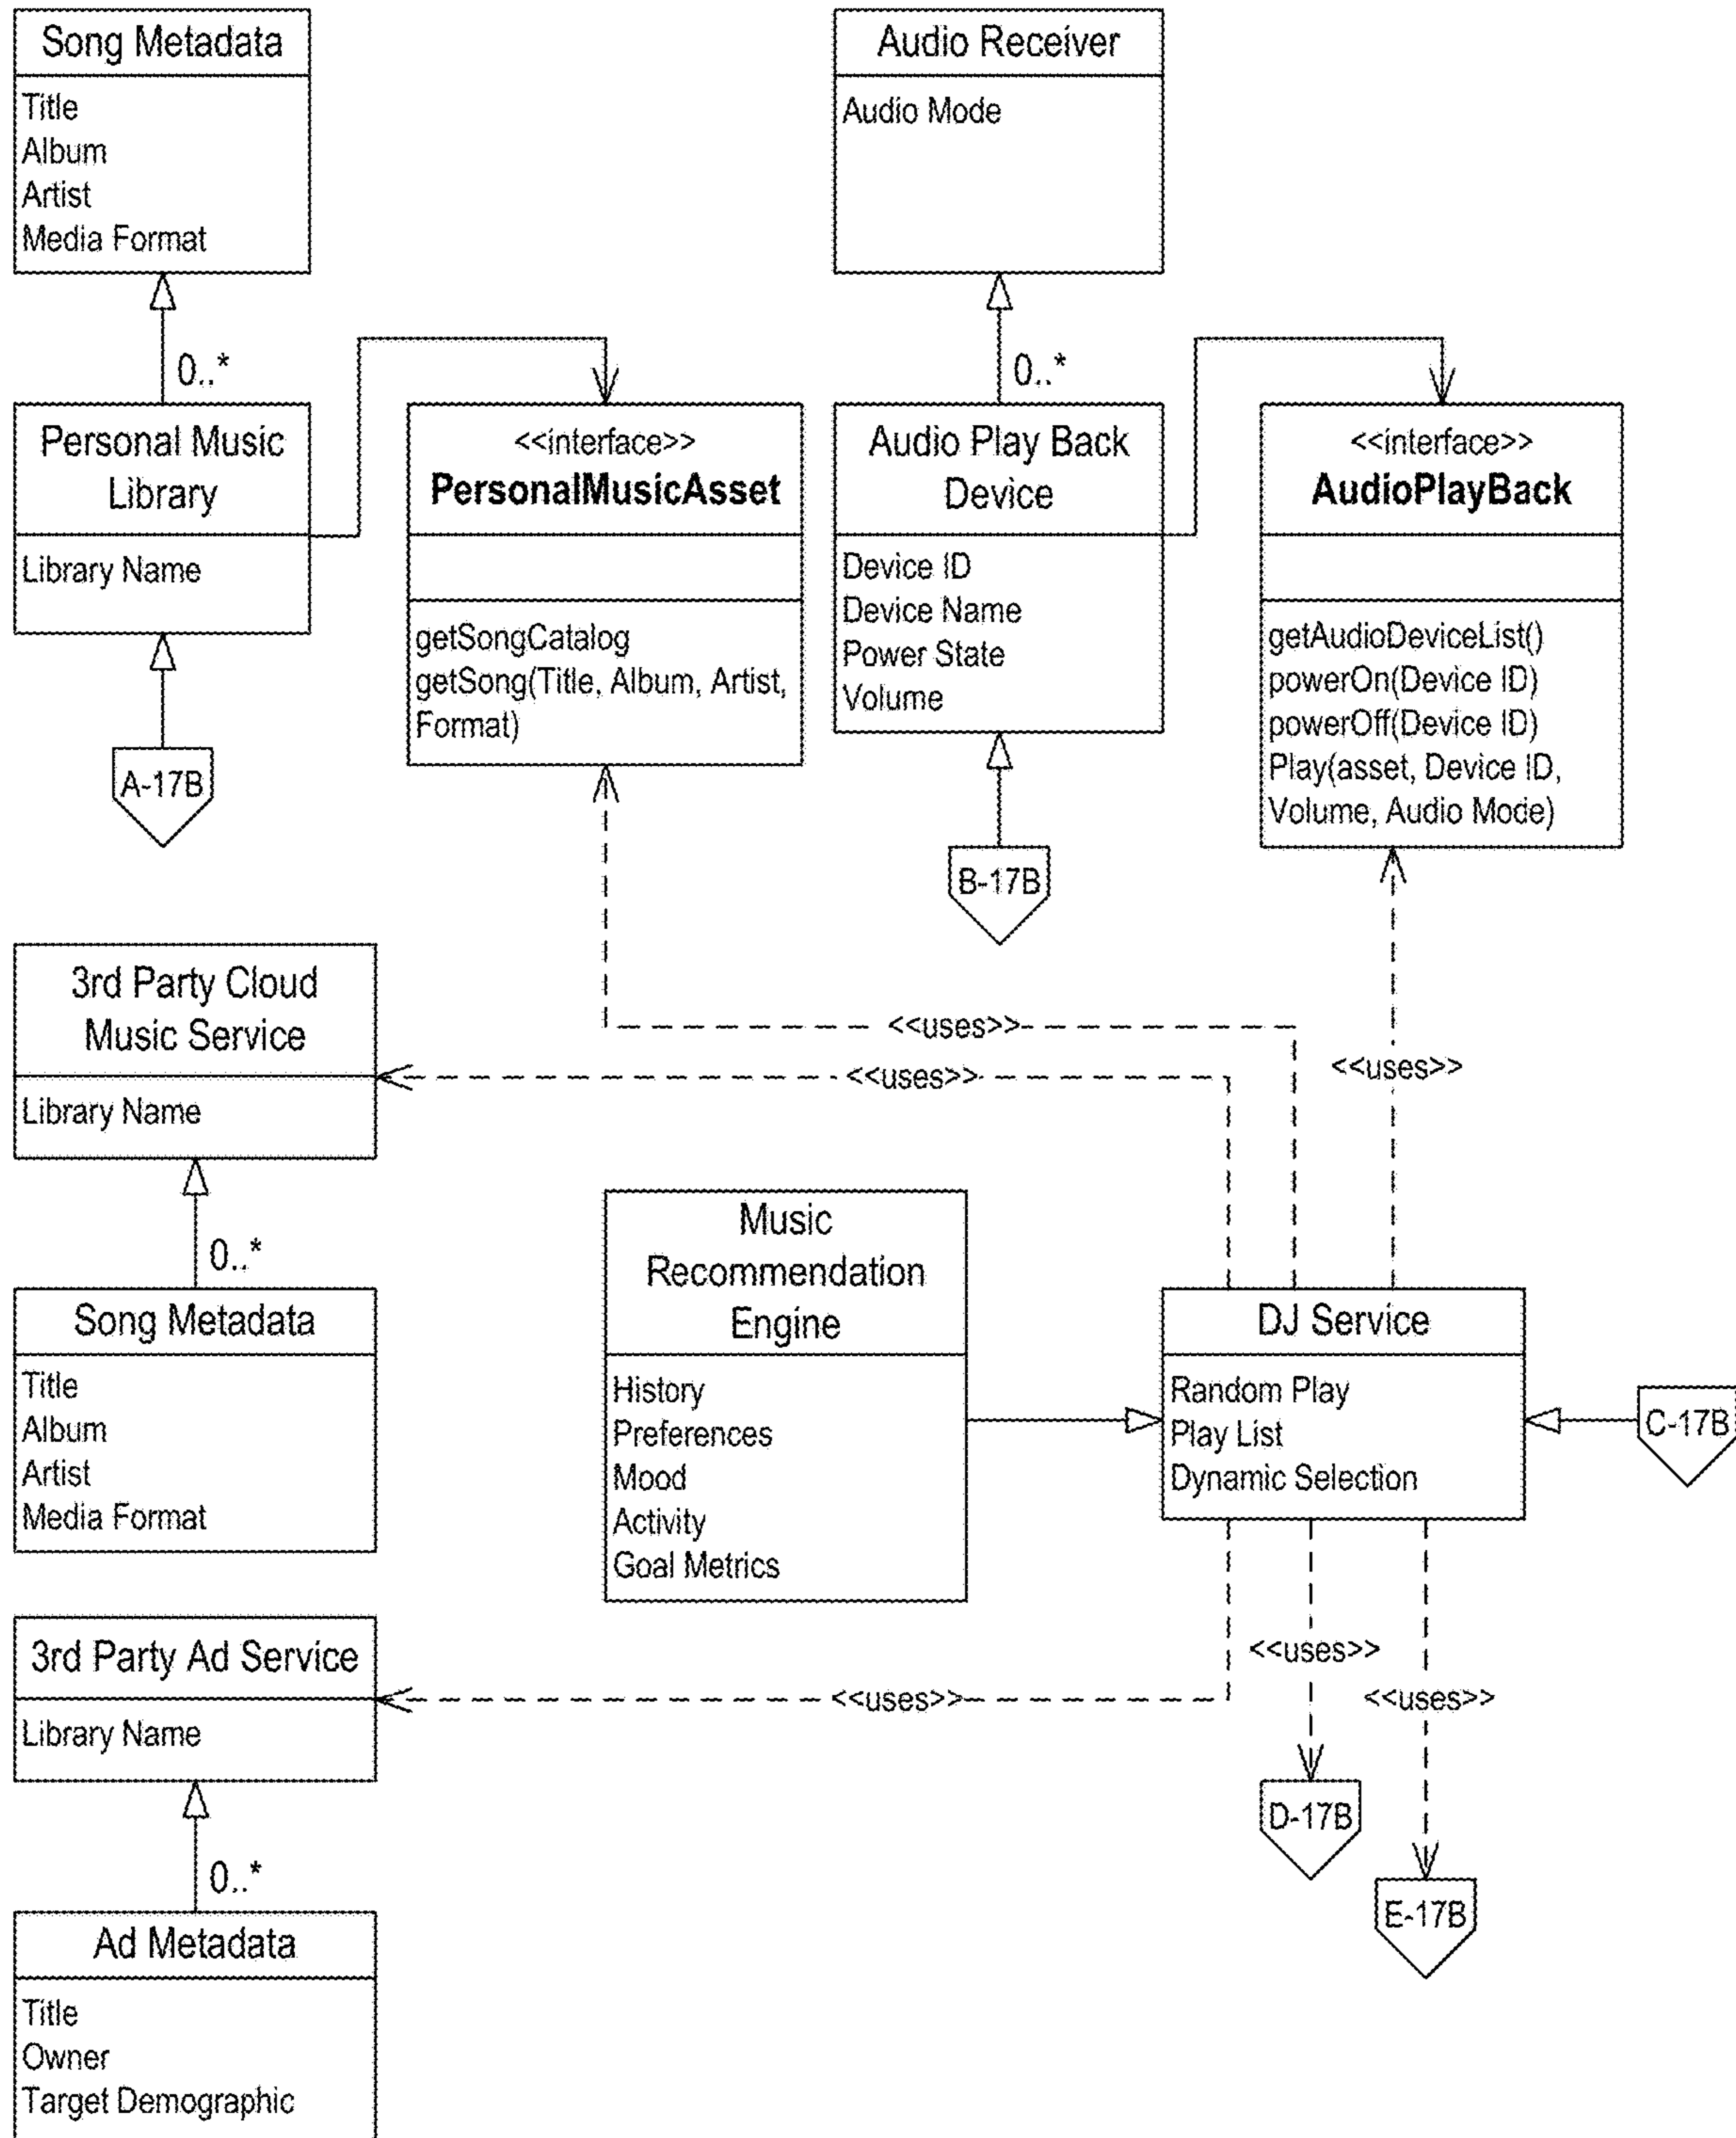 Song Metadata
Title
Album
Artist
Media Format
Audio Receiver
Audio Mode
0..*
0..*
Personal Music
Library
Library Name
<<interface>>
PersonalMusicAsset
getSongCatalog
getSong(Title, Album, Artist,
Format)
Audio Play Back
Device
Device ID
Device Name
Power State
Volume
<<interface>>
AudioPlayBack
getAudioDeviceList()
powerOn(Device ID)
powerOff(Device ID)
Play(asset, Device ID,
Volume, Audio Mode)
A-17B
B-17B
3rd Party Cloud
Music Service
Library Name
<<uses>>
<<uses>>
<<uses>>
0..*
Song Metadata
Title
Album
Artist
Media Format
Music
Recommendation
Engine
History
Preferences
Mood
Activity
Goal Metrics
DJ Service
Random Play
Play List
Dynamic Selection
C-17B
3rd Party Ad Service
Library Name
<<uses>>
<<uses>>
<<uses>>
D-17B
E-17B
0..*
Ad Metadata
Title
Owner
Target Demographic